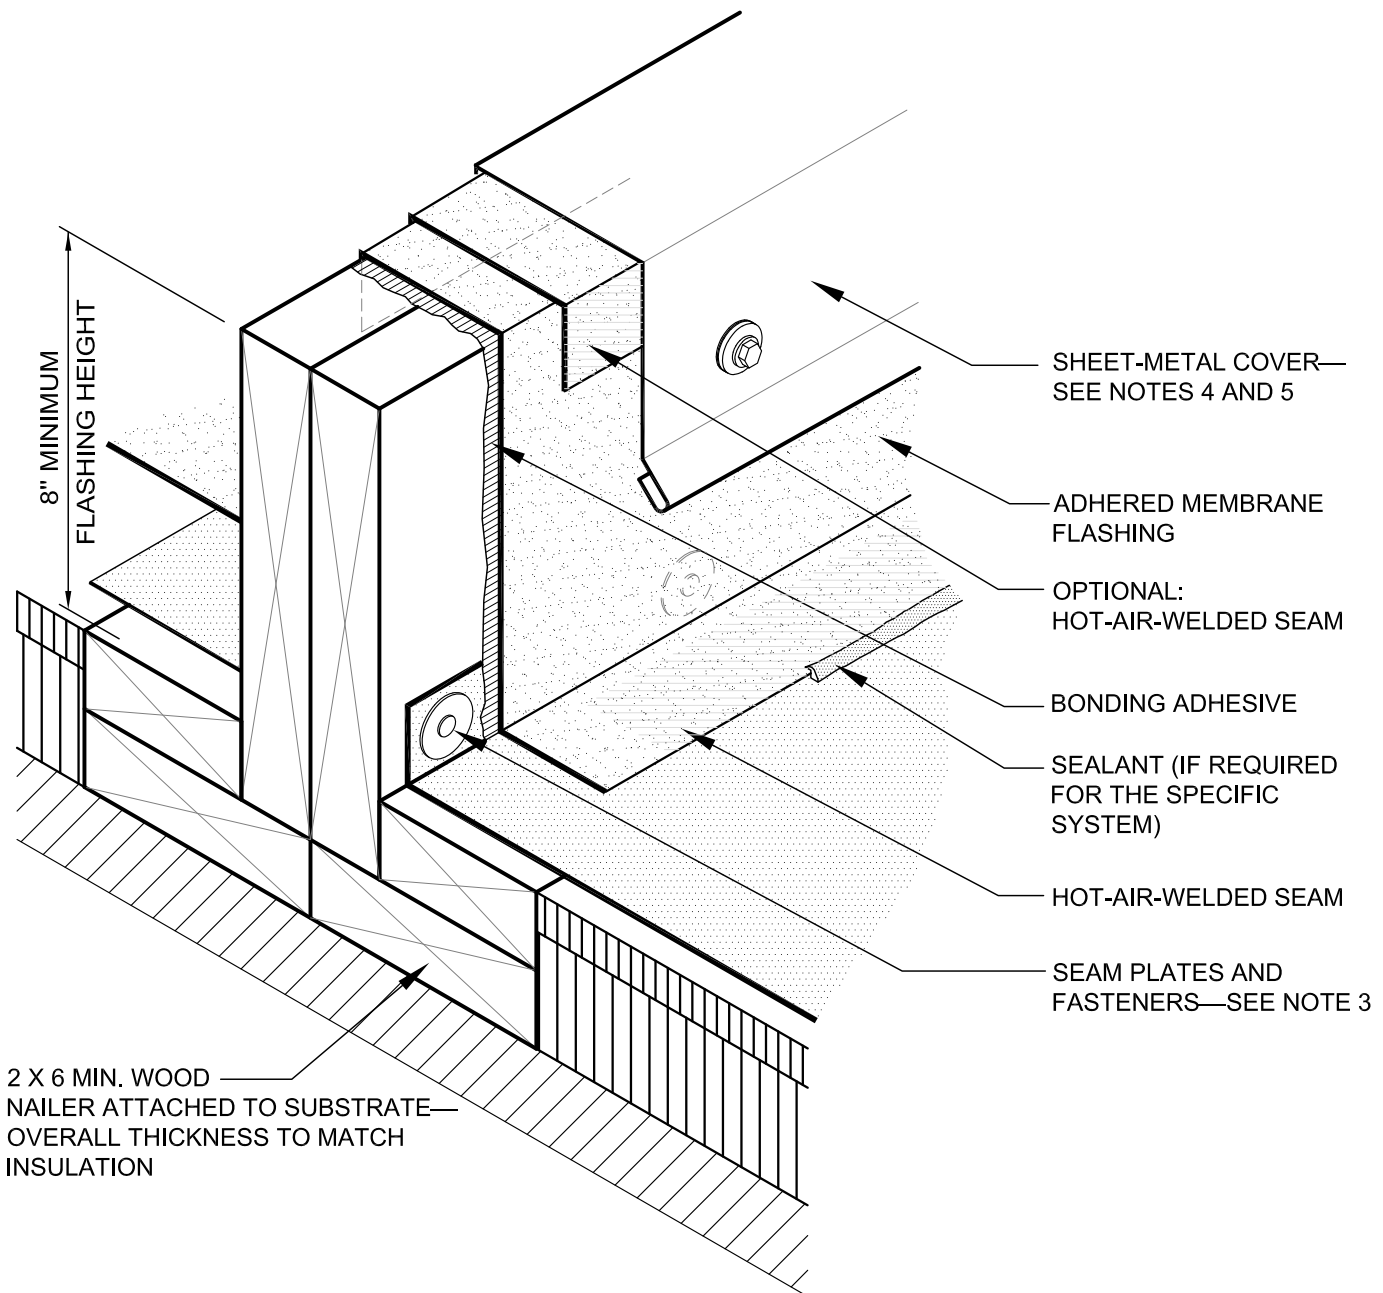 8" MINIMUM
FLASHING HEIGHT
SHEET-METAL COVER—
SEE NOTES 4 AND 5
ADHERED MEMBRANE
FLASHING
OPTIONAL:
HOT-AIR-WELDED SEAM
BONDING ADHESIVE
SEALANT (IF REQUIRED
FOR THE SPECIFIC
SYSTEM)
HOT-AIR-WELDED SEAM
SEAM PLATES AND
FASTENERS—SEE NOTE 3
2 X 6 MIN. WOOD
NAILER ATTACHED TO SUBSTRATE—
OVERALL THICKNESS TO MATCH
INSULATION